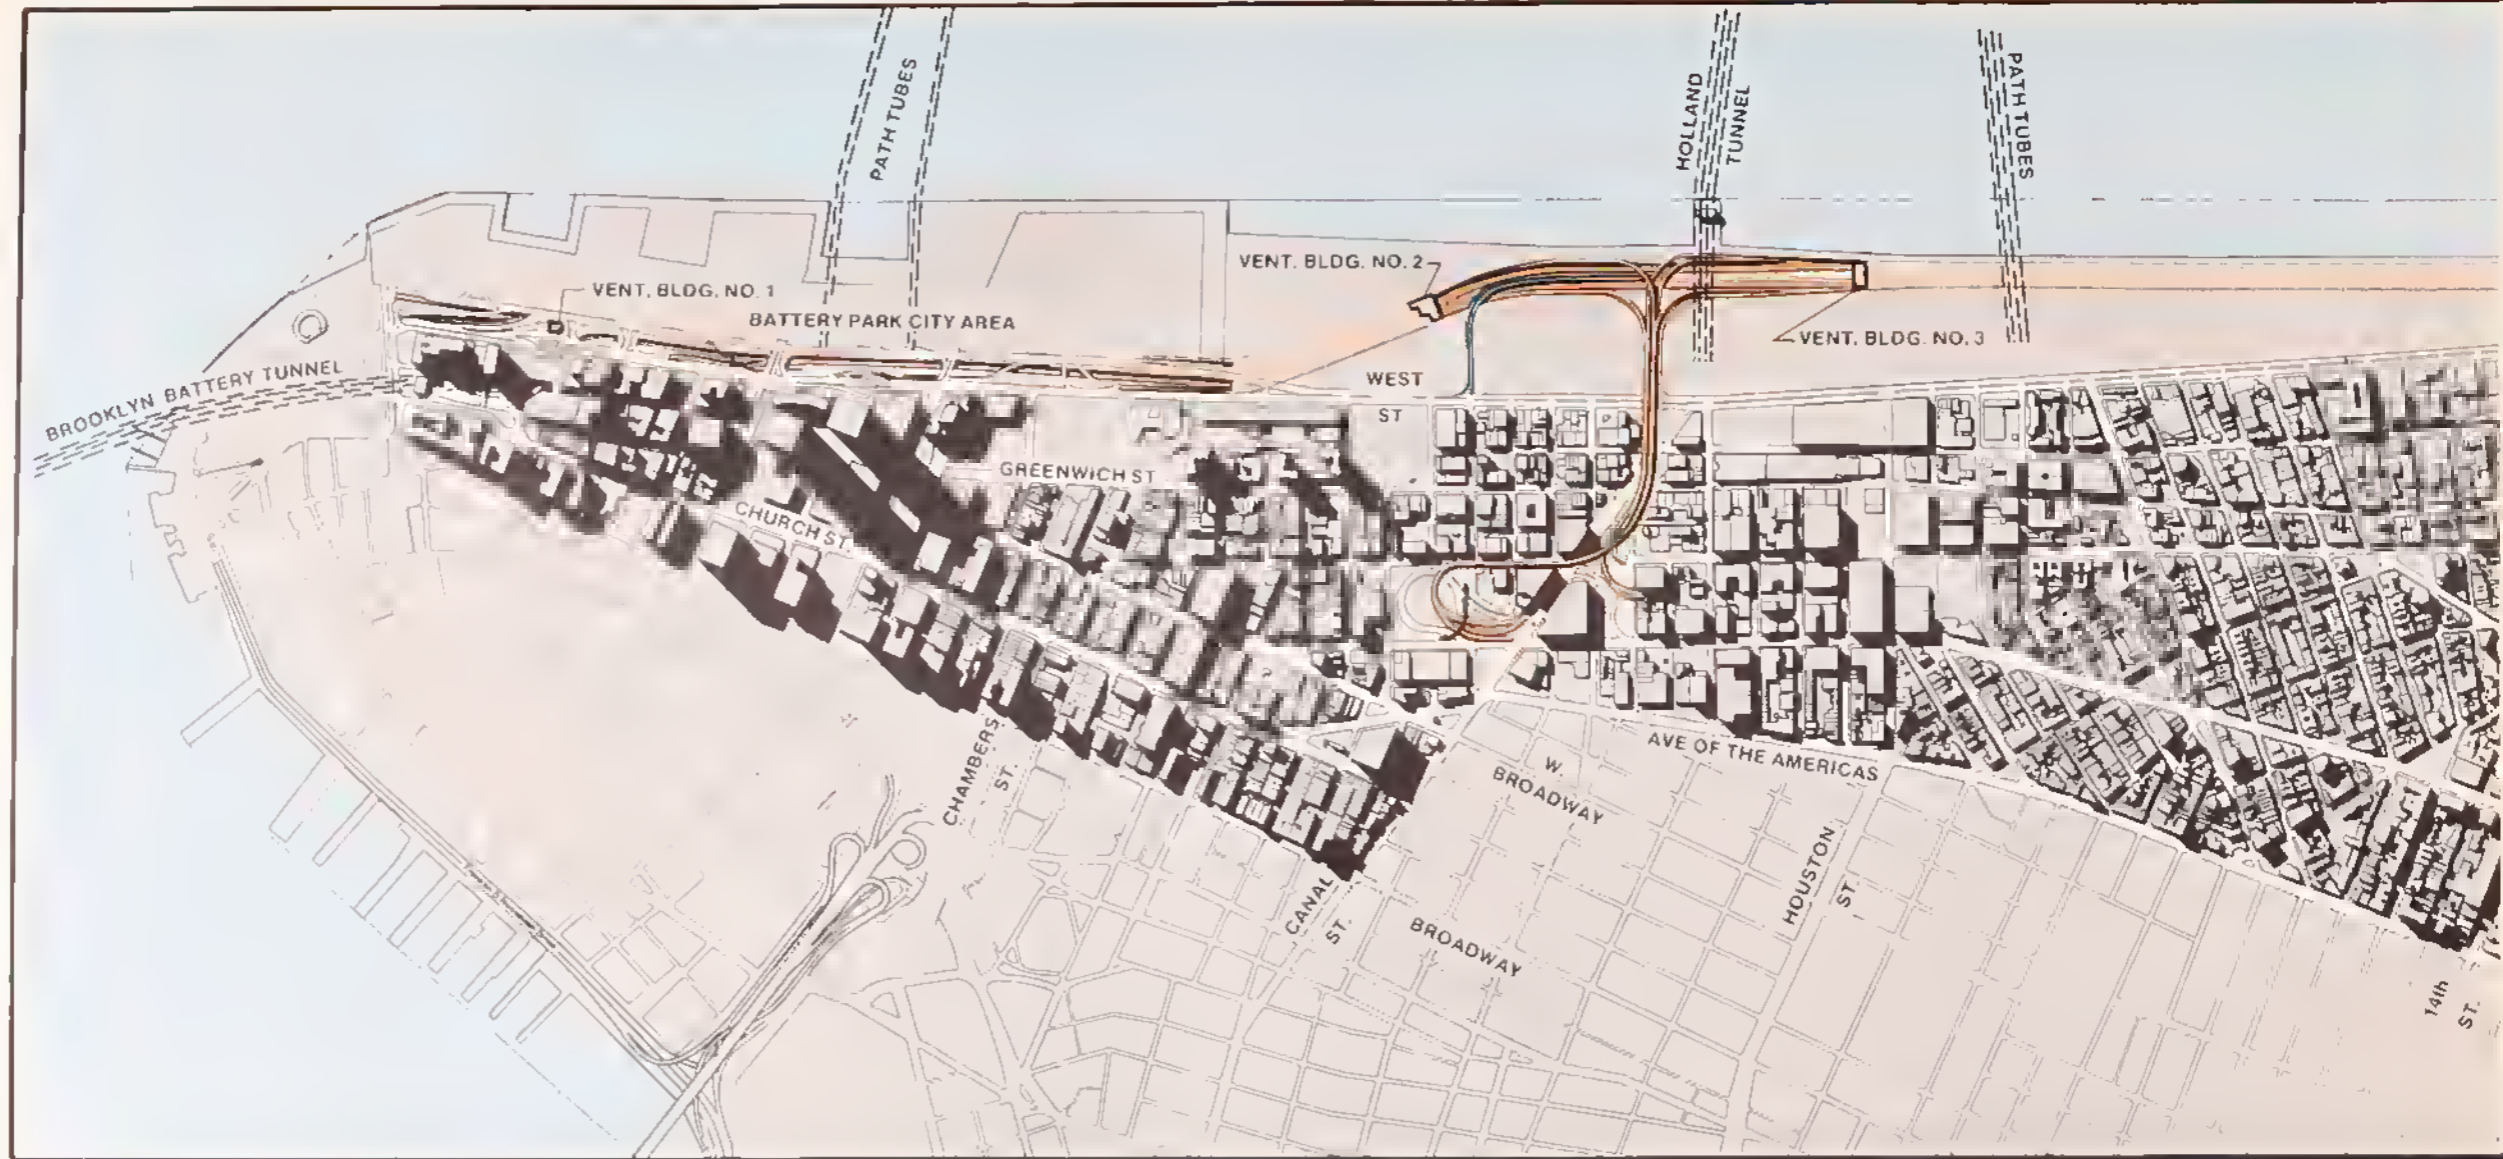 PATH TUBES
HOLLAND
TUNNEL
PATH TUBES
VENT. BLDG. NO. 2
VENT. BLDG. NO. 1
BATTERY PARK CITY AREA
VENT. BLDG. NO. 3
BROOKLYN BATTERY TUNNEL
WEST
ST
GREENWICH ST
CHURCH ST.
CHAMBERS
ST.
AVE OF THE AMERICAS
W.
BROADWAY
CANAL
ST.
BROADWAY
HOUSTON
ST.
14th
ST.